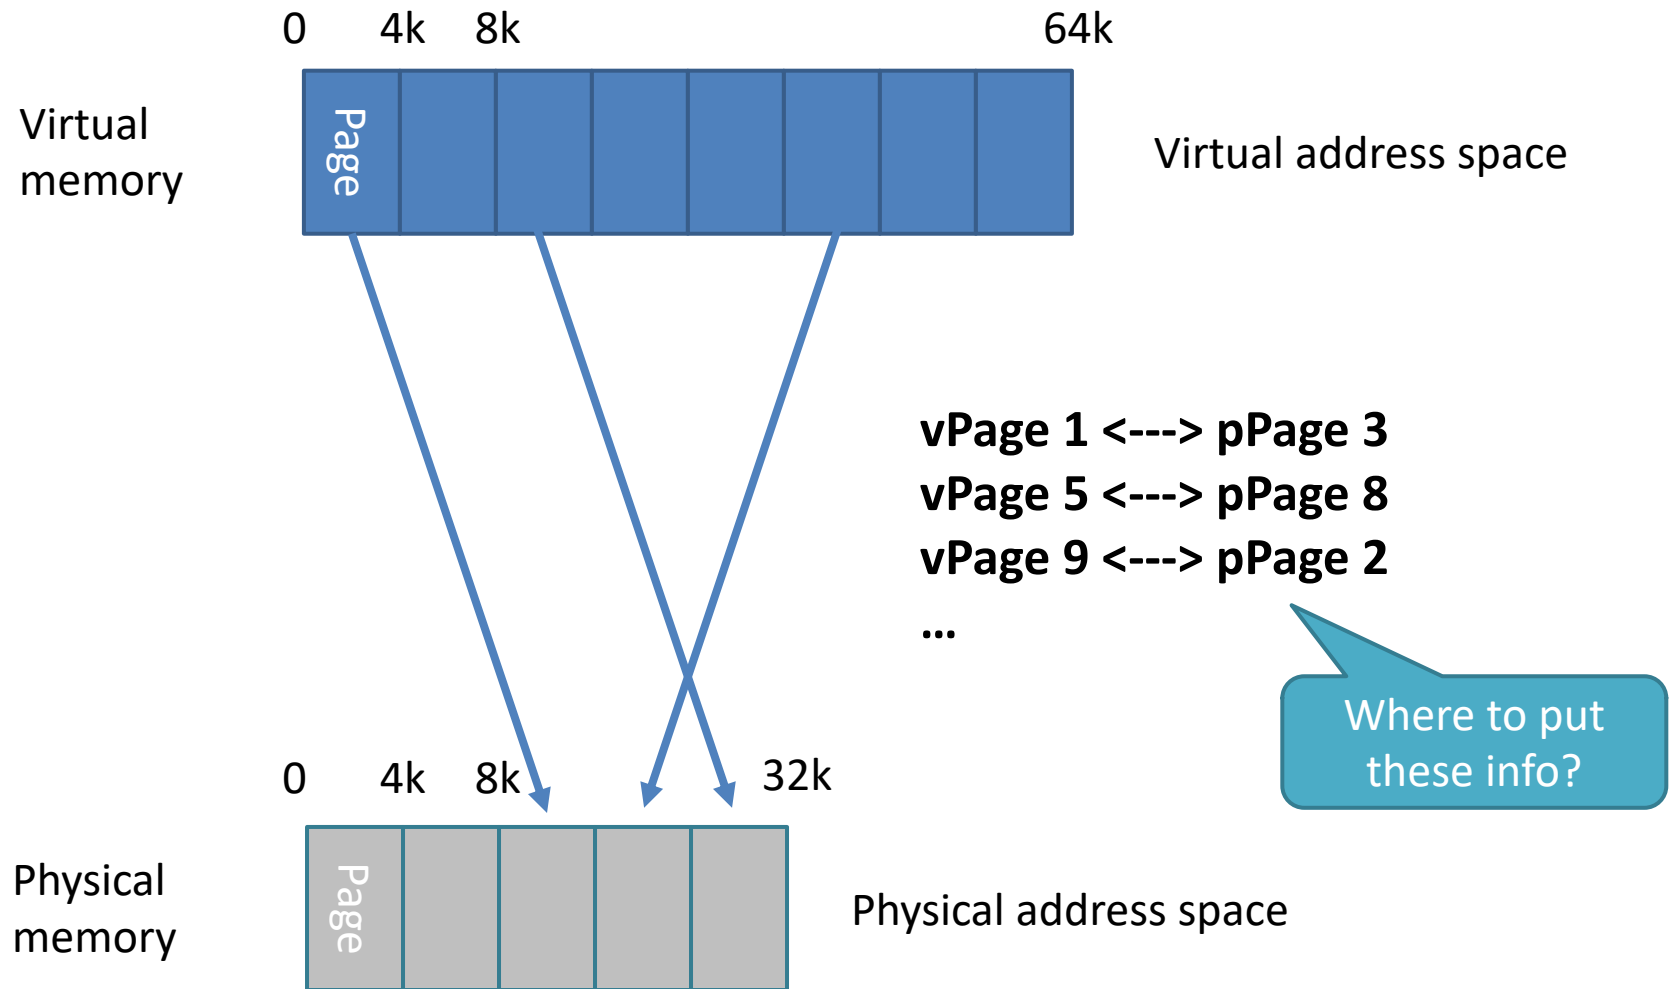 0 4k 8k 64k
Virtual
memory
Page
Virtual address space
vPage 1 <---> pPage 3
vPage 5 <---> pPage 8
vPage 9 <---> pPage 2
...
Where to put
these info?
0 4k 8k 32k
Physical
memory
Page
Physical address space